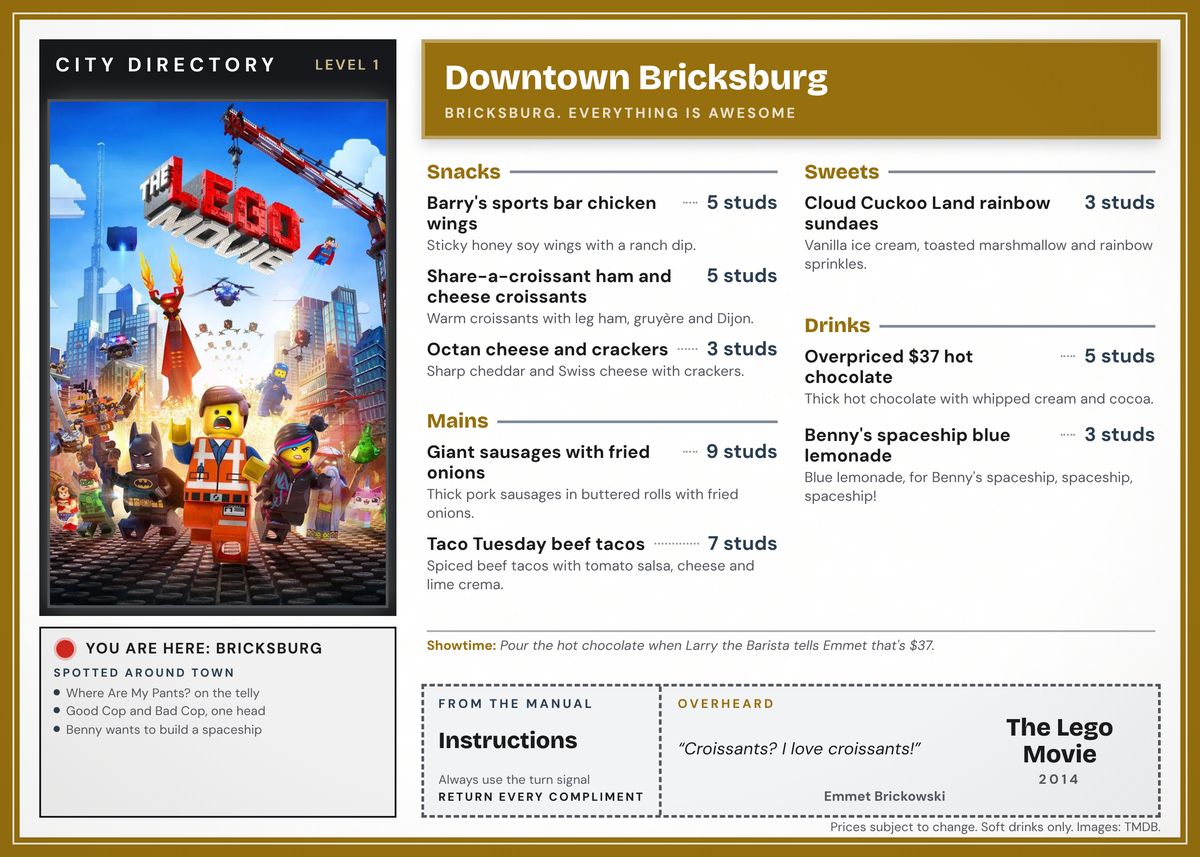 CITY DIRECTORY LEVEL 1
THE
LEGO
MOVIE
YOU ARE HERE: BRICKSBURG
SPOTTED AROUND TOWN
Where Are My Pants? on the telly
Good Cop and Bad Cop, one head
Benny wants to build a spaceship
Downtown Bricksburg
BRICKSBURG. EVERYTHING IS AWESOME
Snacks
Barry's sports bar chicken ..... 5 studs
wings
Sticky honey soy wings with a ranch dip.
Share-a-croissant ham and 5 studs
cheese croissants
Warm croissants with leg ham, gruyère and Dijon.
Octan cheese and crackers ...... 3 studs
Sharp cheddar and Swiss cheese with crackers.
Mains
Giant sausages with fried ..... 9 studs
onions
Thick pork sausages in buttered rolls with fried
onions.
Taco Tuesday beef tacos ............ 7 studs
Spiced beef tacos with tomato salsa, cheese and
lime crema.
Sweets
Cloud Cuckoo Land rainbow 3 studs
sundaes
Vanilla ice cream, toasted marshmallow and rainbow
sprinkles.
Drinks
Overpriced $37 hot ..... 5 studs
chocolate
Thick hot chocolate with whipped cream and cocoa.
Benny's spaceship blue ..... 3 studs
lemonade
Blue lemonade, for Benny's spaceship, spaceship,
spaceship!
Showtime: Pour the hot chocolate when Larry the Barista tells Emmet that's $37.
FROM THE MANUAL
Instructions
Always use the turn signal
RETURN EVERY COMPLIMENT
OVERHEARD
“Croissants? I love croissants!”
Emmet Brickowski
The Lego
Movie
2014
Prices subject to change. Soft drinks only. Images: TMDB.